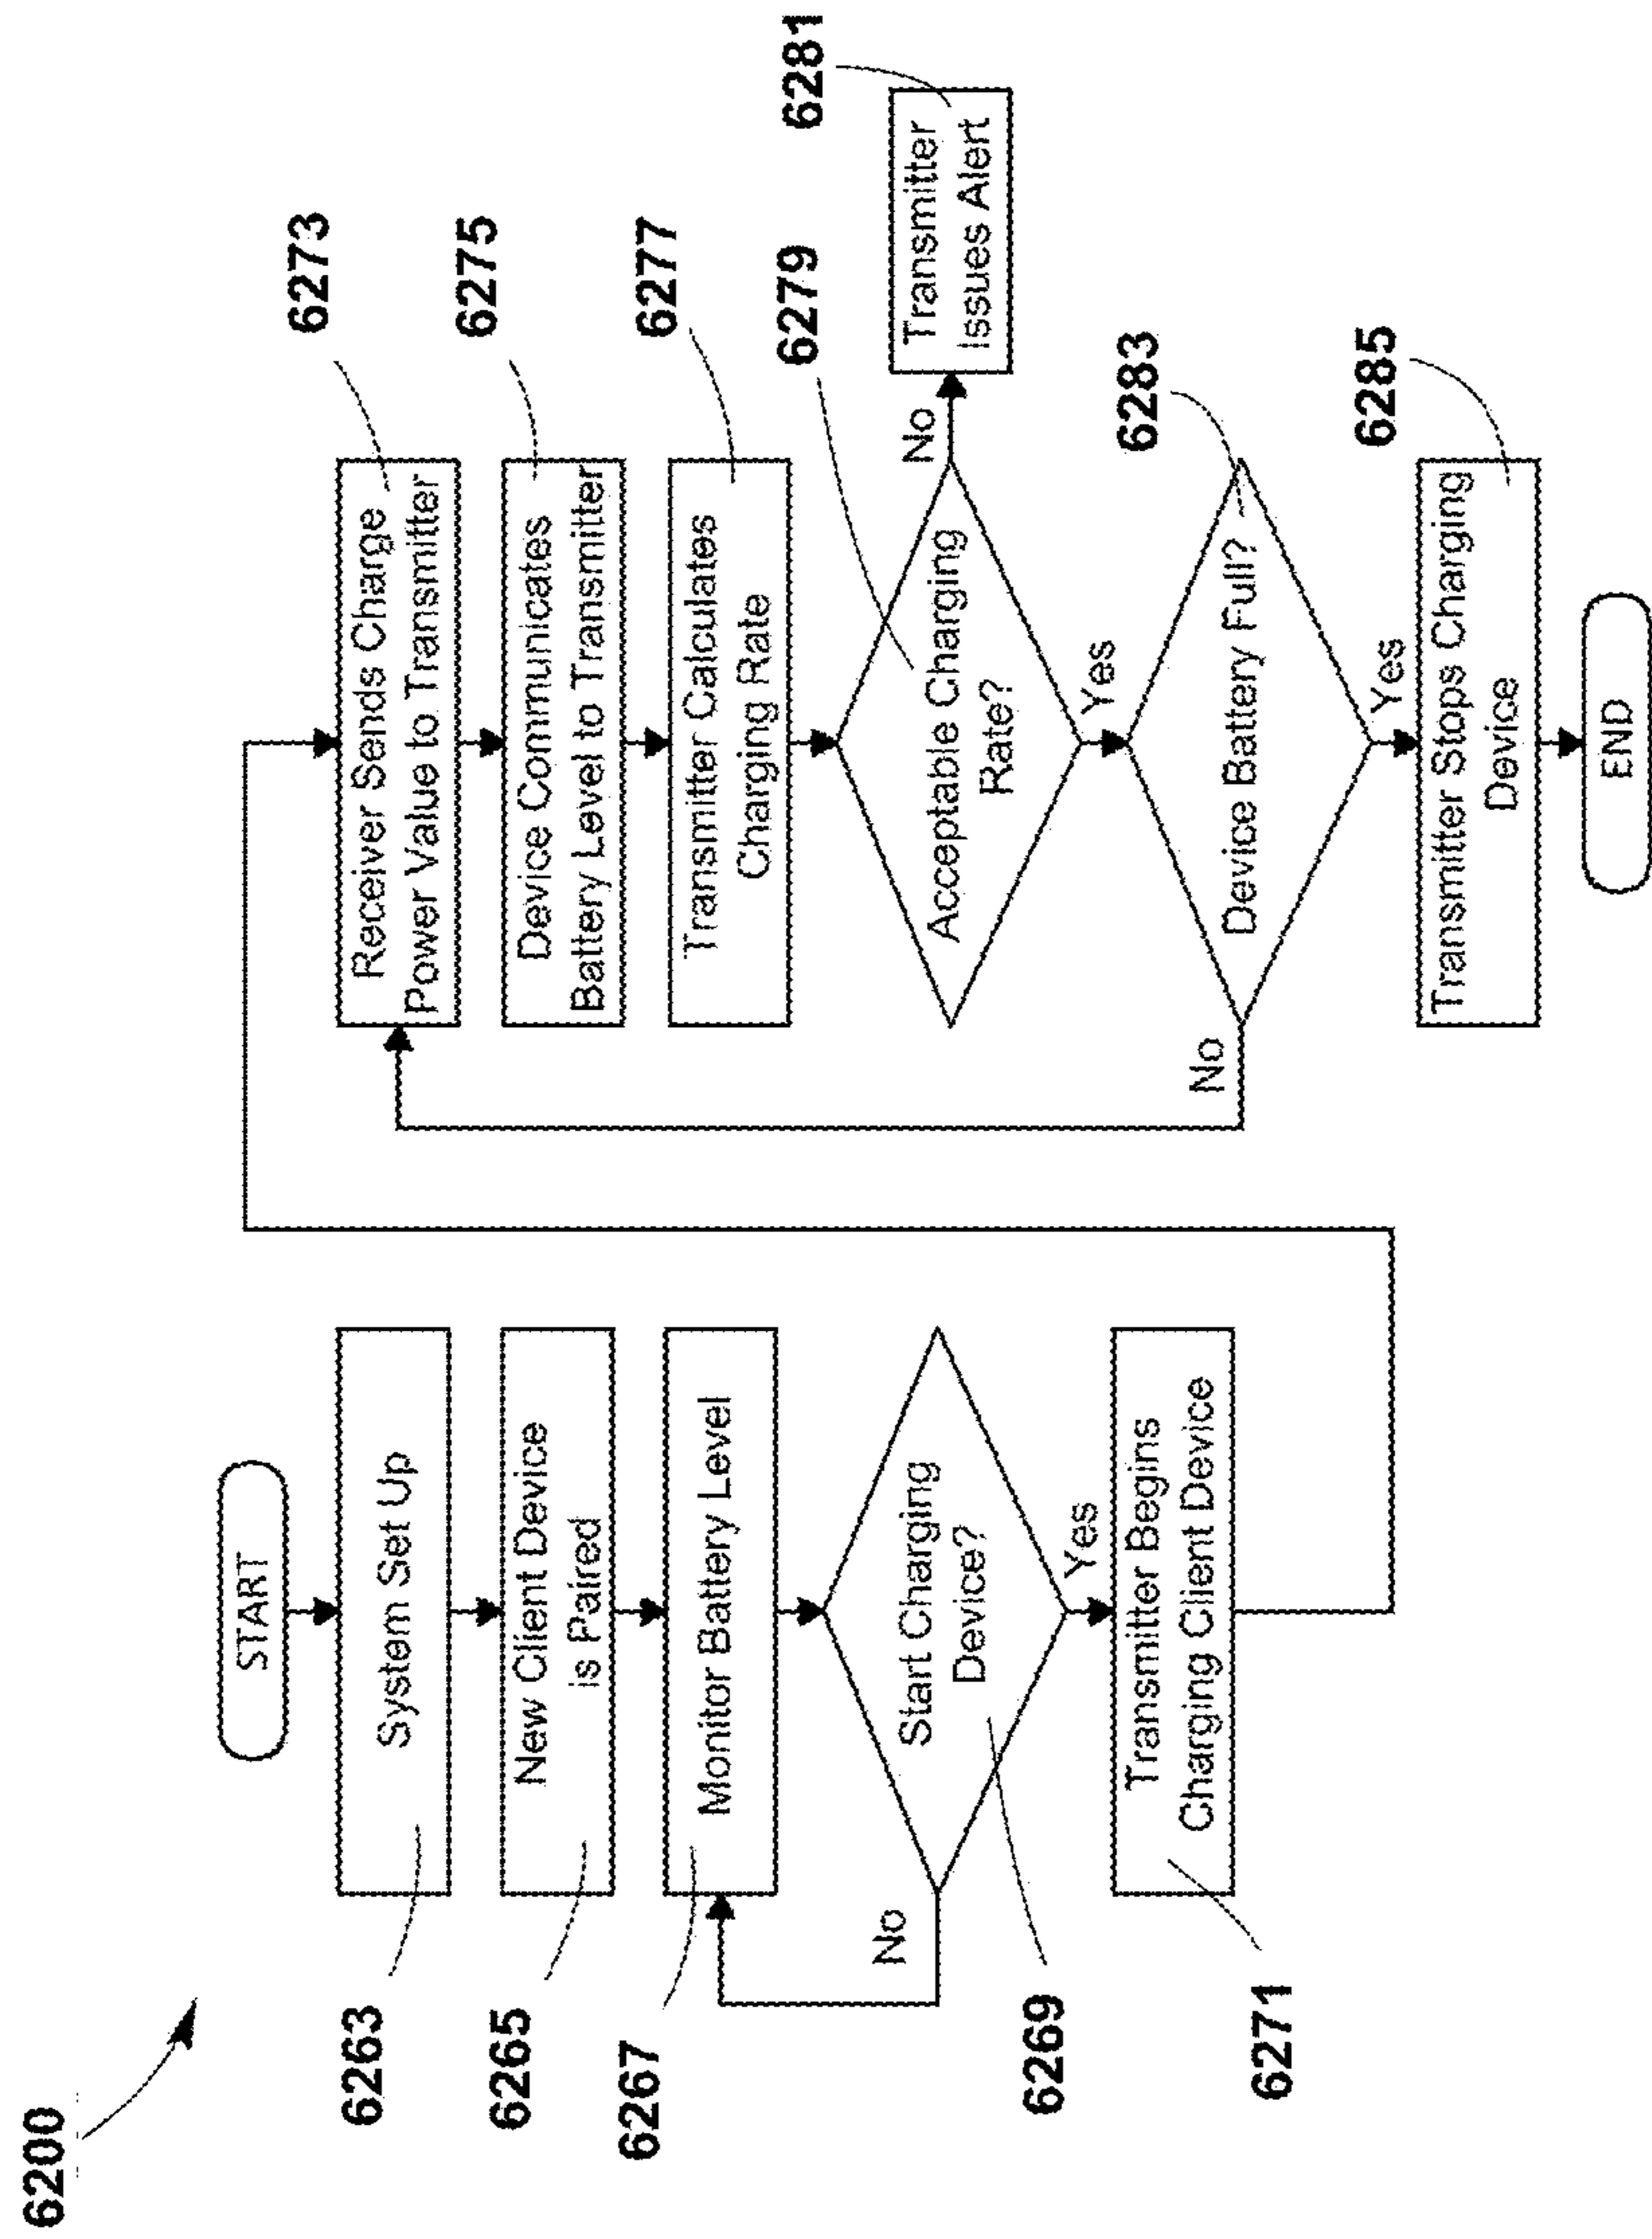 6200
START
6263
System Set Up
6265
New Client Device
is Paired
6267
Monitor Battery Level
No
6269
Start Charging
Device?
Yes
6271
Transmitter Begins
Charging Client Device
6273
Receiver Sends Charge
Power Value to Transmitter
6275
Device Communicates
Battery Level to Transmitter
6277
Transmitter Calculates
Charging Rate
6279
Acceptable Charging
Rate?
No
6281
Transmitter
Issues Alert
Yes
6283
Device Battery Full?
No
Yes
6285
Transmitter Stops Charging
Device
END